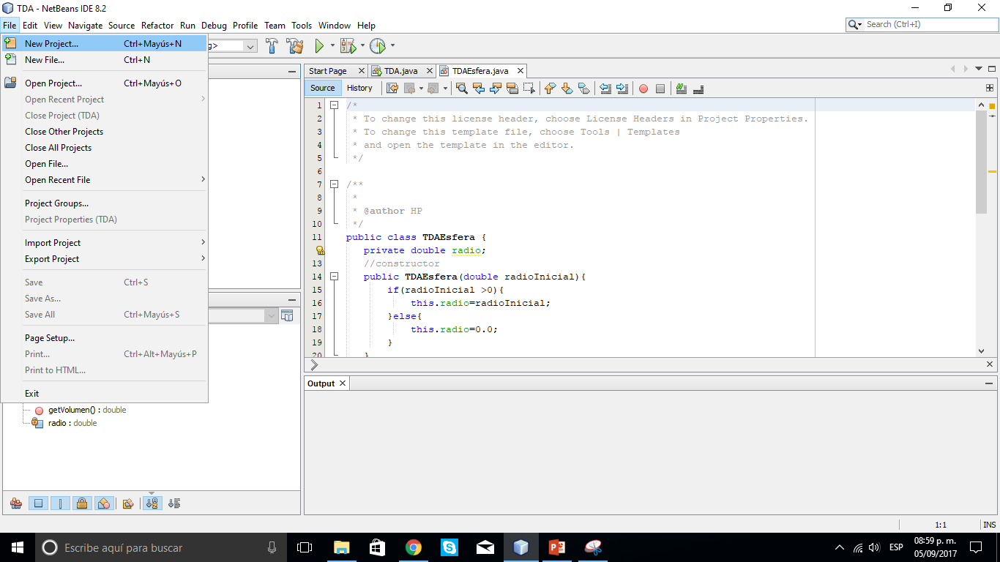 TDA - NetBeans IDE 8.2
File Edit View Navigate Source Refactor Run Debug Profile Team Tools Window Help
Search (Ctrl+I)
New Project... Ctrl+Mayús+N
New File... Ctrl+N
Open Project... Ctrl+Mayús+O
Open Recent Project
Close Project (TDA)
Close Other Projects
Close All Projects
Open File...
Open Recent File
Project Groups...
Project Properties (TDA)
Import Project
Export Project
Save Ctrl+S
Save As...
Save All Ctrl+Mayús+S
Page Setup...
Print... Ctrl+Alt+Mayús+P
Print to HTML...
Exit
getVolumen() : double
radio : double
Start Page TDA.java TDAEsfera.java
Source History
1 /*
2 * To change this license header, choose License Headers in Project Properties.
3 * To change this template file, choose Tools | Templates
4 * and open the template in the editor.
5 */
6
7 /**
8 *
9 * @author HP
10 */
11 public class TDAEsfera {
private double radio;
13 //constructor
14 public TDAEsfera(double radioInicial){
15 if(radioInicial >0){
16 this.radio=radioInicial;
17 }else{
18 this.radio=0.0;
19 }
20 }
Output
1:1 INS
Escribe aquí para buscar
ESP
08:59 p. m.
05/09/2017